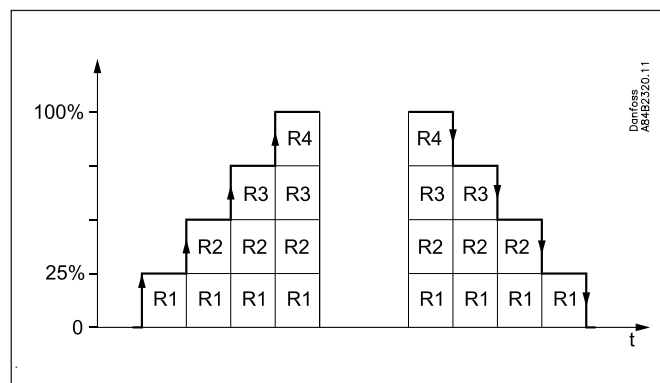 Danfoss
A84B2320.11
100%
R4 R4
R3 R3 R3 R3
R2 R2 R2 R2 R2 R2
25%
R1 R1 R1 R1 R1 R1 R1 R1
0
t